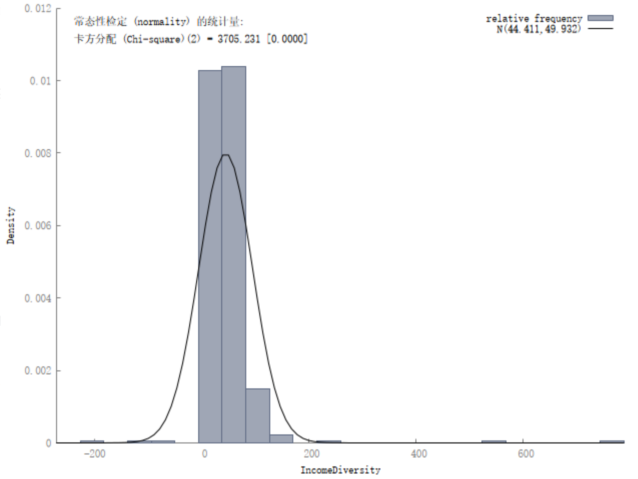 常态性检定 (normality) 的统计量:
卡方分配 (Chi-square)(2) = 3705.231 [0.0000]
relative frequency
N(44.411,49.932)
0.012
0.01
0.008
0.006
0.004
0.002
0
Density
-200
0
200
400
600
IncomeDiversity